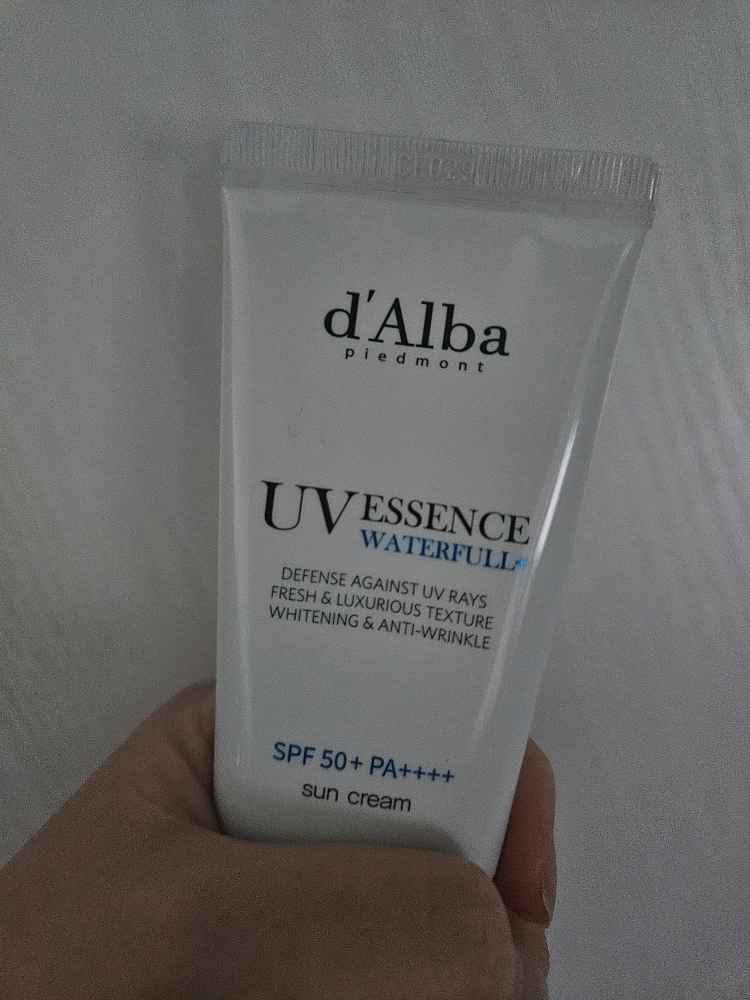 d'Alba
piedmont
UV ESSENCE
WATERFULL
DEFENSE AGAINST UV RAYS
FRESH & LUXURIOUS TEXTURE
WHITENING & ANTI-WRINKLE
SPF 50+ PA++++
sun cream